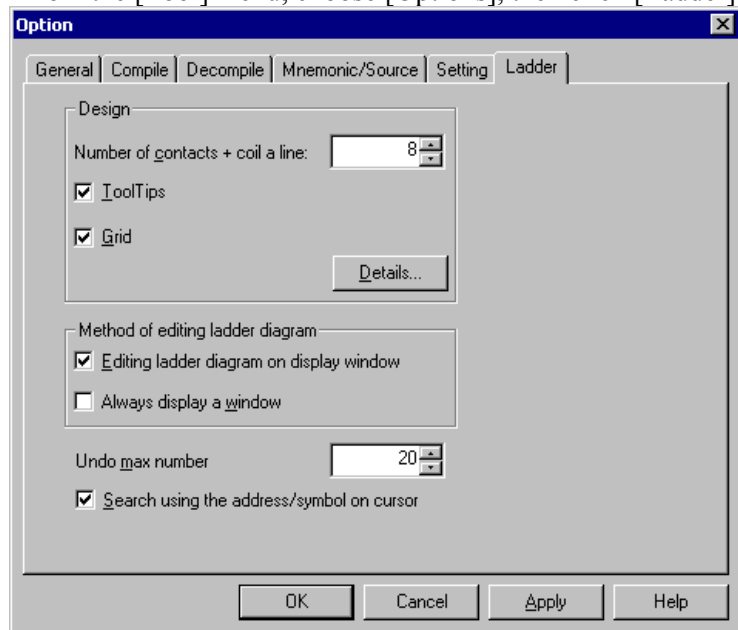 Option
General Compile Decompile Mnemonic/Source Setting Ladder
Design
Number of contacts + coil a line: 8
ToolTips
Grid
Details...
Method of editing ladder diagram
Editing ladder diagram on display window
Always display a window
Undo max number 20
Search using the address/symbol on cursor
OK Cancel Apply Help